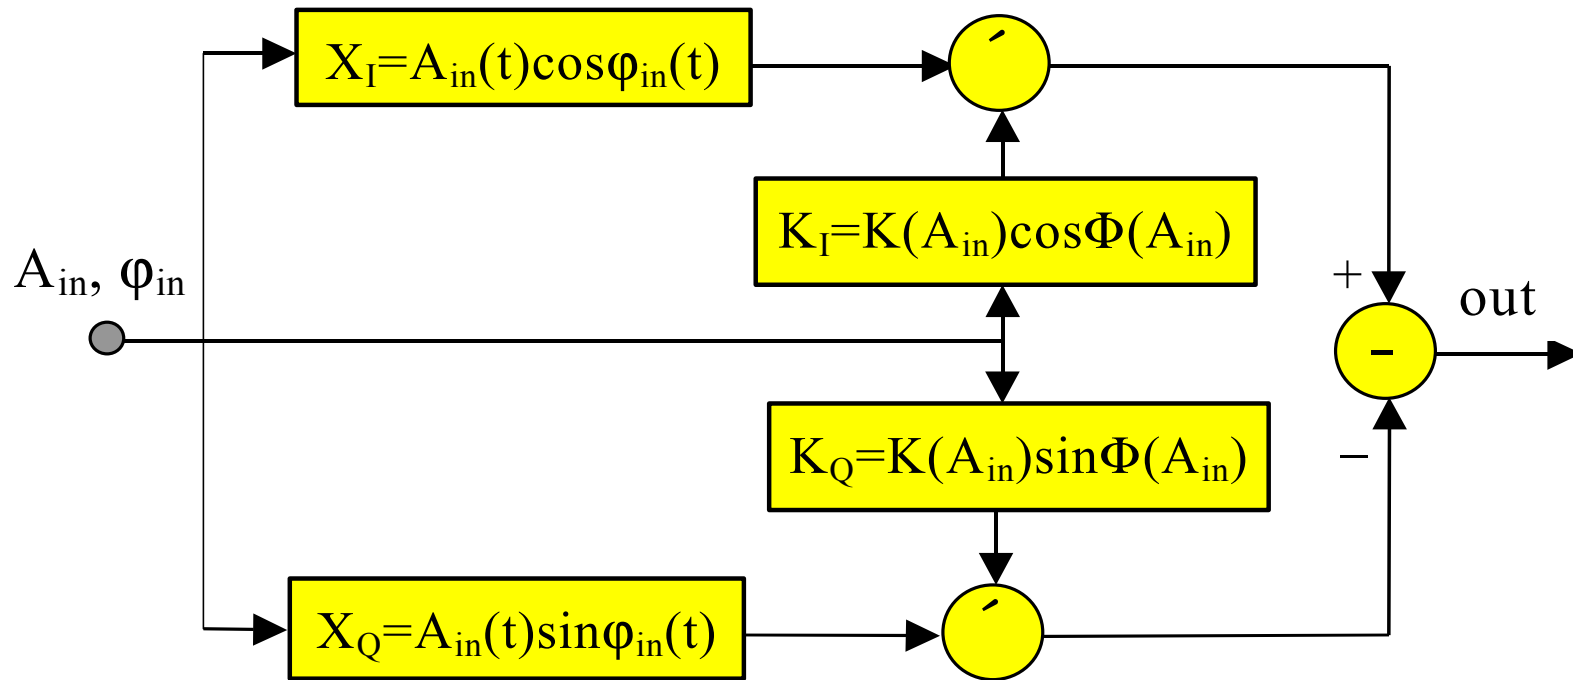 X_I=A_in(t)cosφ_in(t)
K_I=K(A_in)cosΦ(A_in)
A_in, φ_in
+
out
-
K_Q=K(A_in)sinΦ(A_in)
−
X_Q=A_in(t)sinφ_in(t)